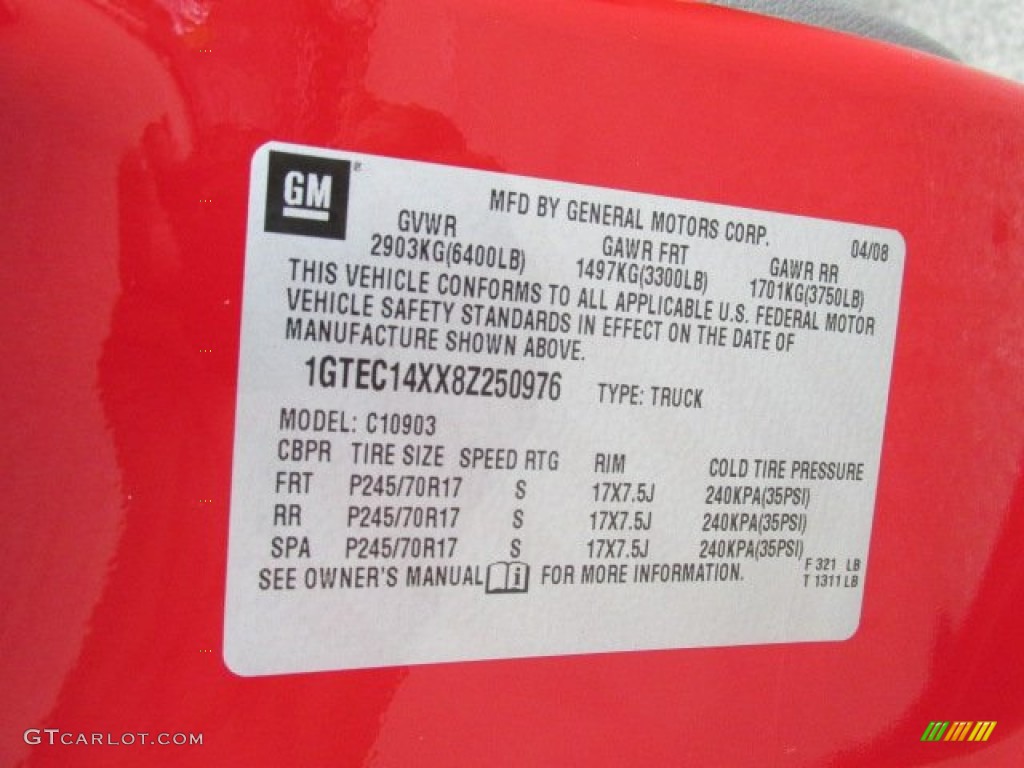 GM
MFD BY GENERAL MOTORS CORP. 04/08
GVWR GAWR FRT GAWR RR
2903KG(6400LB) 1497KG(3300LB) 1701KG(3750LB)
THIS VEHICLE CONFORMS TO ALL APPLICABLE U.S. FEDERAL MOTOR
VEHICLE SAFETY STANDARDS IN EFFECT ON THE DATE OF
MANUFACTURE SHOWN ABOVE.
1GTEC14XX8Z250976 TYPE: TRUCK
MODEL: C10903
CBPR TIRE SIZE SPEED RTG RIM COLD TIRE PRESSURE
FRT P245/70R17 S 17X7.5J 240KPA(35PSI)
RR P245/70R17 S 17X7.5J 240KPA(35PSI)
SPA P245/70R17 S 17X7.5J 240KPA(35PSI)
F 321 LB
T 1311 LB
SEE OWNER'S MANUAL i FOR MORE INFORMATION.
GTCARLOT.COM